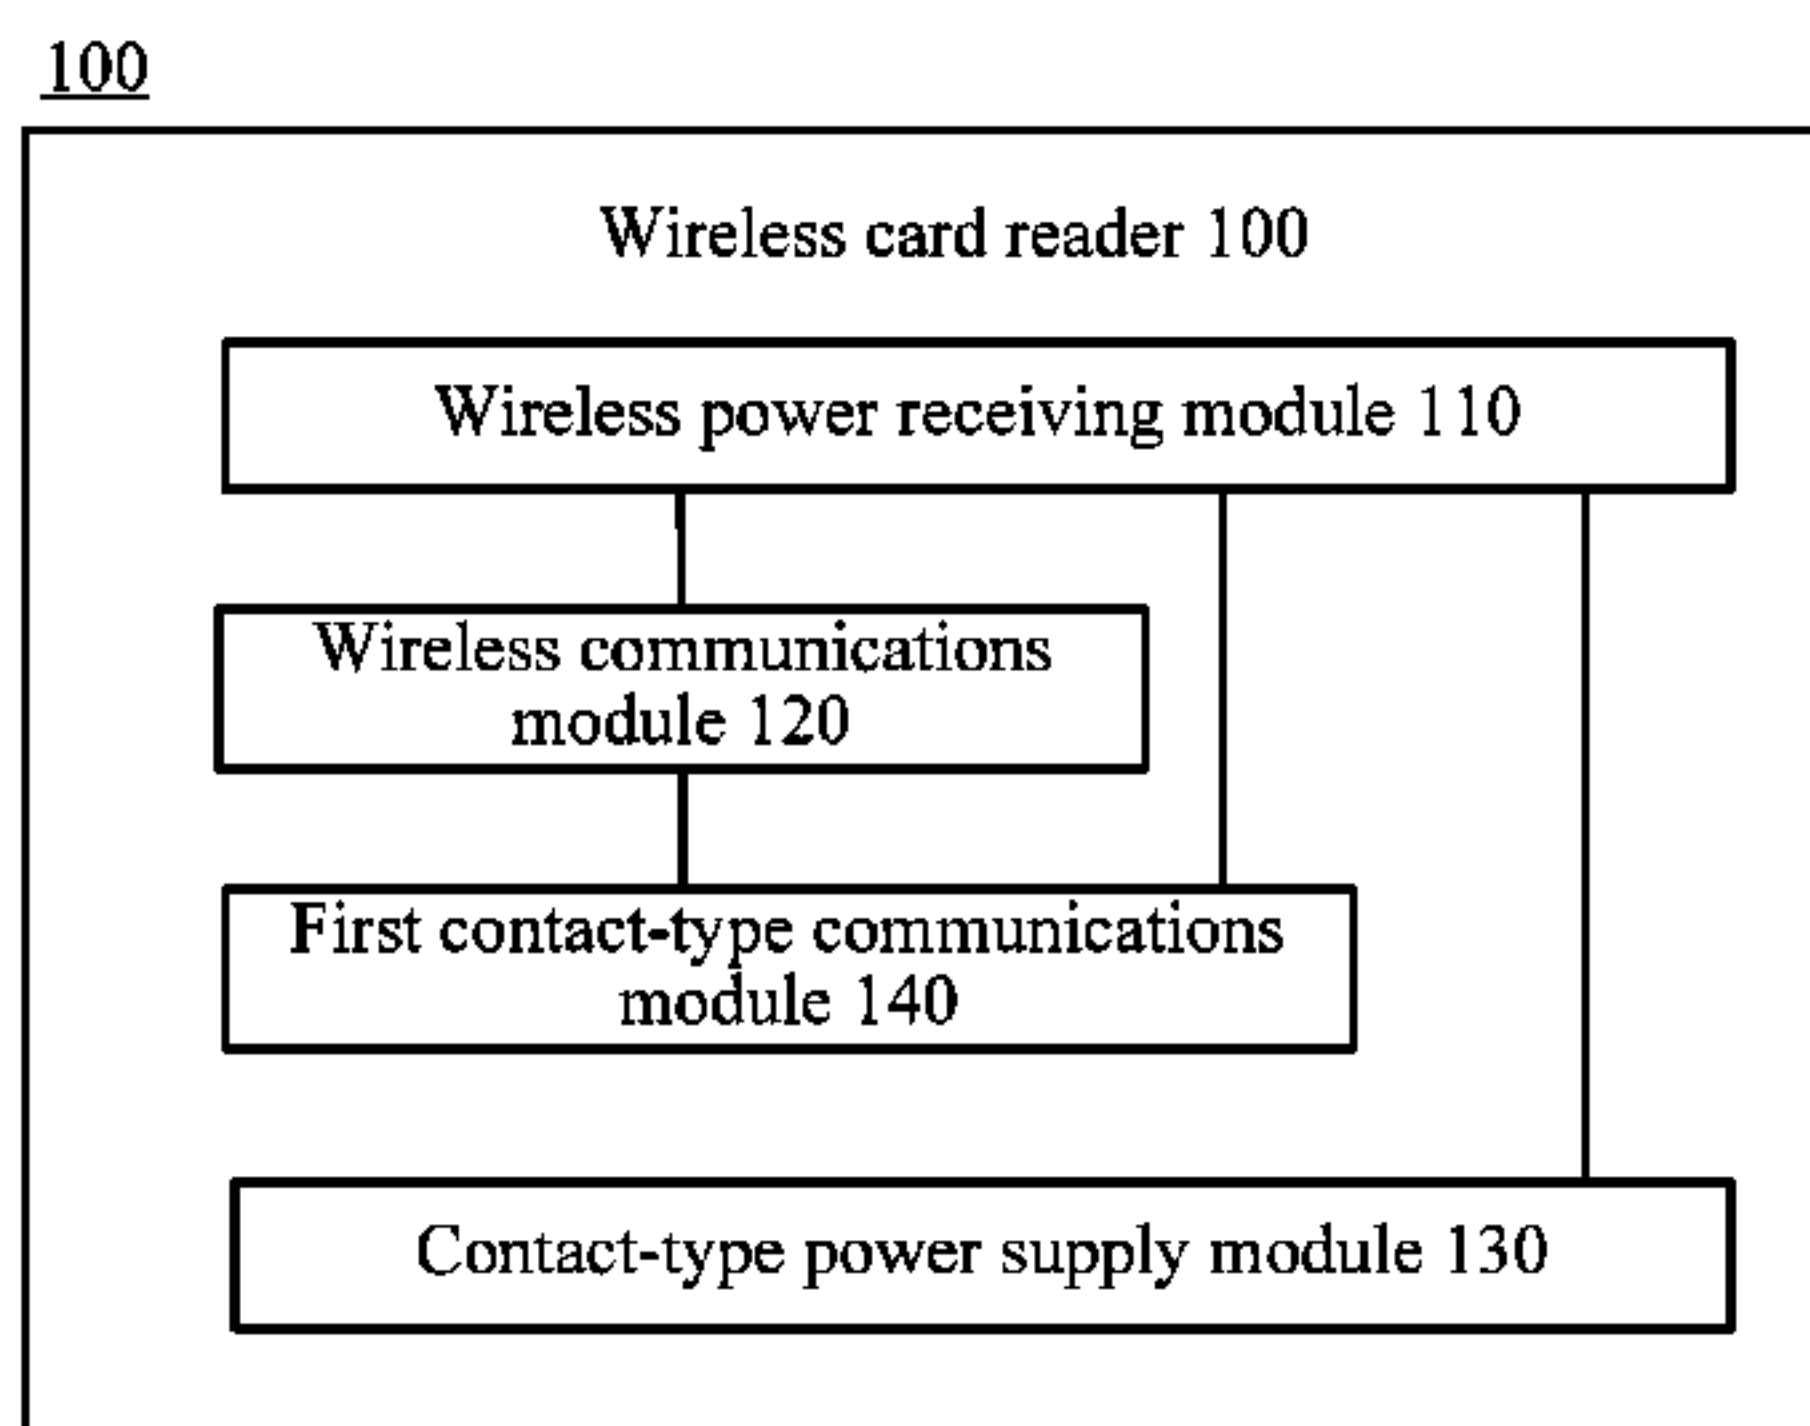 100
Wireless card reader 100
Wireless power receiving module 110
Wireless communications
module 120
First contact-type communications
module 140
Contact-type power supply module 130